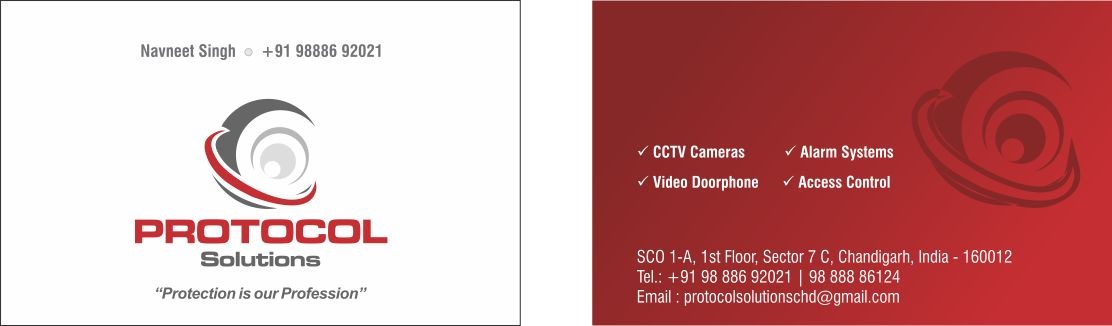 Navneet Singh +91 98886 92021
PROTOCOL
Solutions
“Protection is our Profession”
✓ CCTV Cameras ✓ Alarm Systems
✓ Video Doorphone ✓ Access Control
SCO 1-A, 1st Floor, Sector 7 C, Chandigarh, India - 160012
Tel.: +91 98 886 92021 | 98 888 86124
Email : protocolsolutionschd@gmail.com